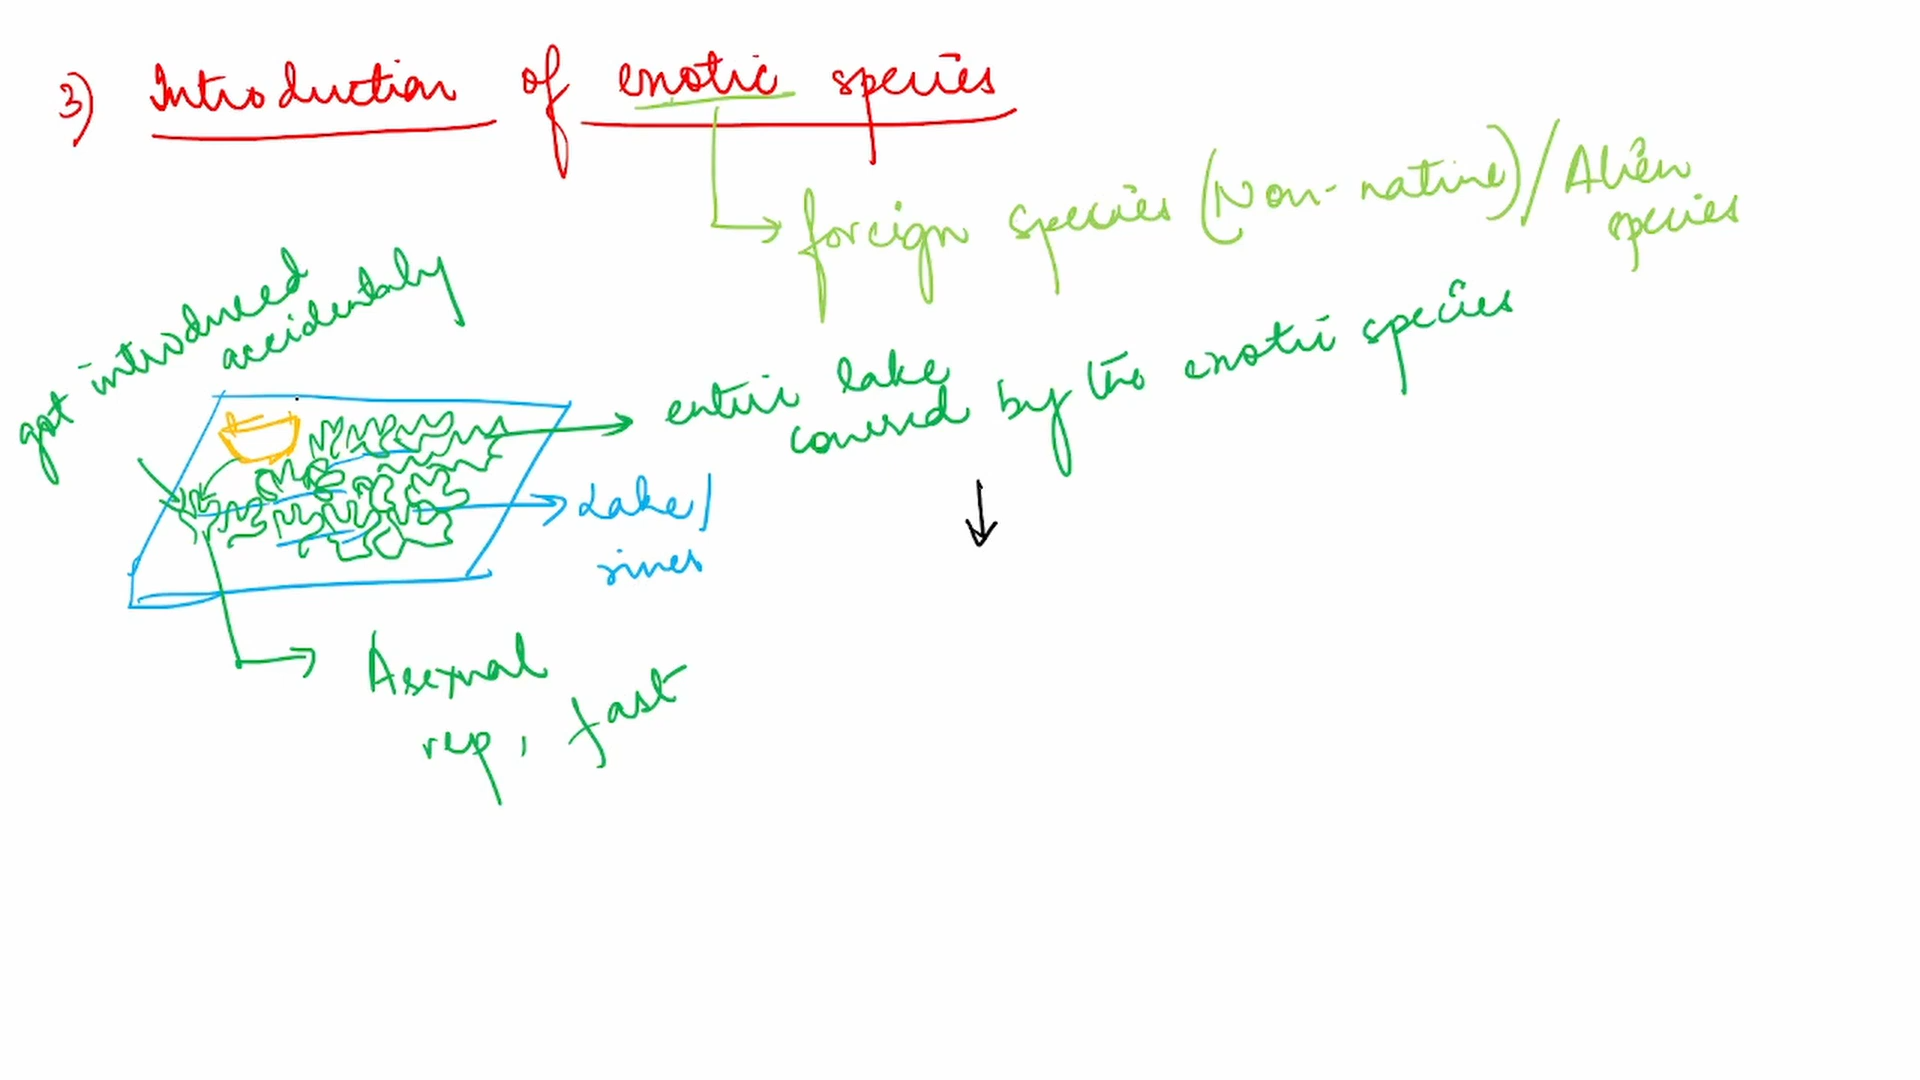 3) Introduction of exotic species
foreign species (Non-native) / Alien
species
got introduced
accidentaly
entire lake
covered by the exotic species
Lake /
river
Asexual
rep, fast